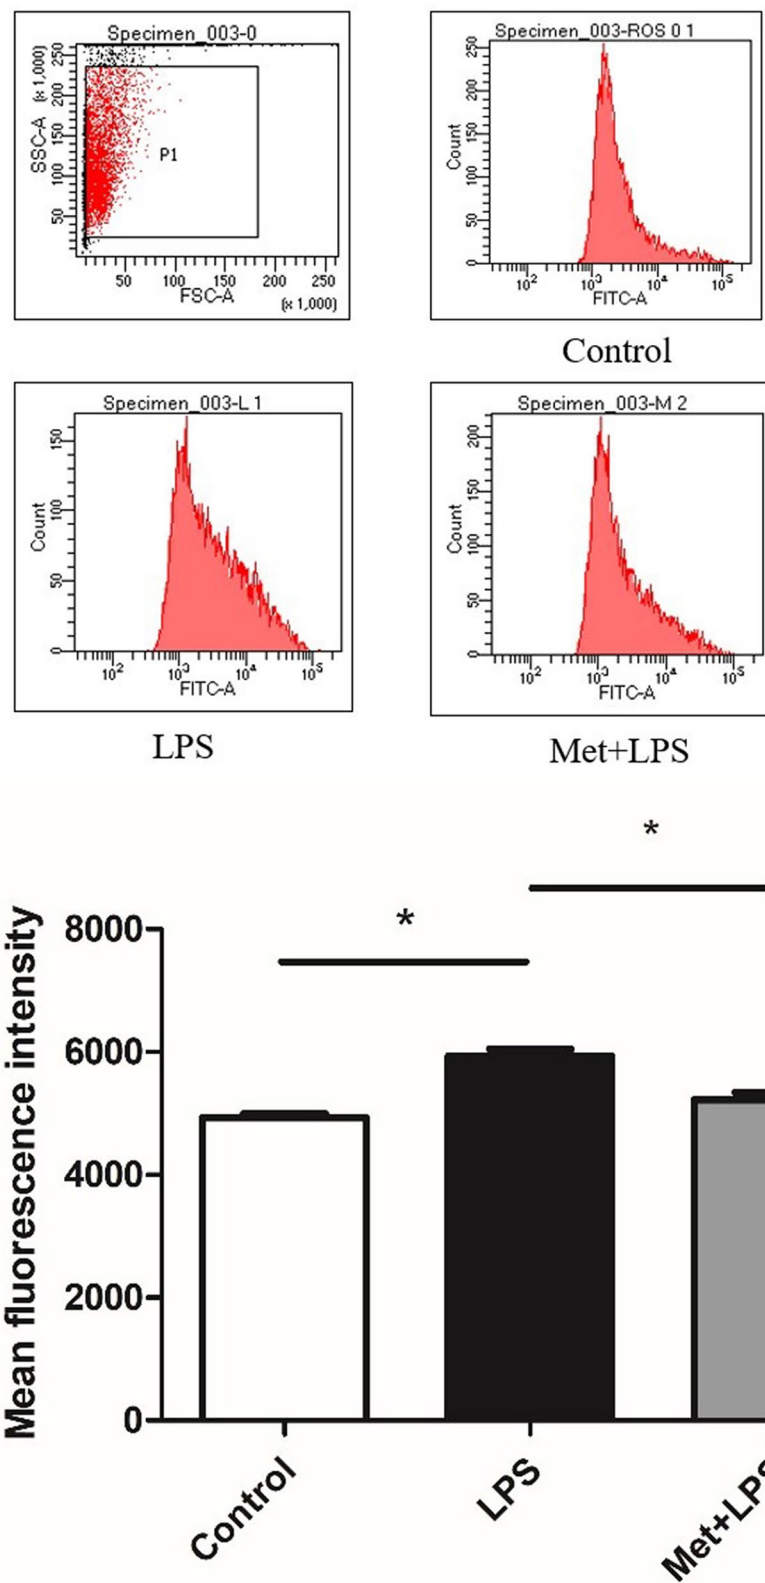 Specimen_003-0
SSC-A
(x 1,000)
50 100 150 200 250
P1
50 100 150 200 250
FSC-A
(x 1,000)
Specimen_003-ROS 0 1
Count
0 50 100 150 200 250
10² 10³ 10⁴ 10⁵
FITC-A
Control
Specimen_003-L 1
Count
0 50 100 150
10² 10³ 10⁴ 10⁵
FITC-A
LPS
Specimen_003-M 2
Count
0 50 100 150 200
10² 10³ 10⁴ 10⁵
FITC-A
Met+LPS
*
*
Mean fluorescence intensity
8000
6000
4000
2000
0
Control
LPS
Met+LPS